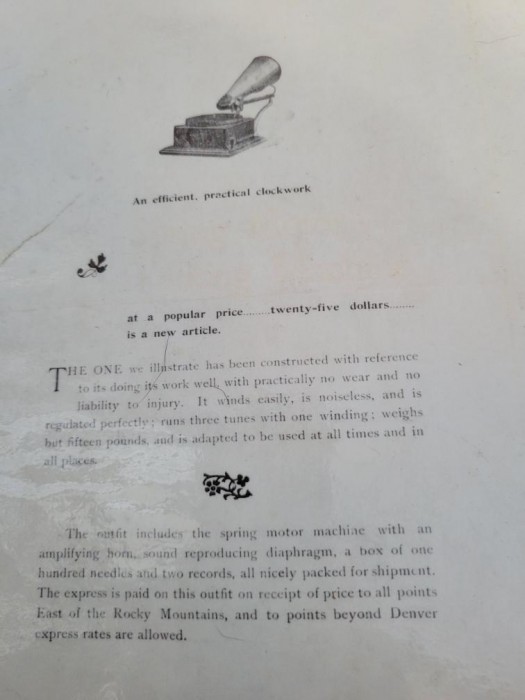 An efficient, practical clockwork
at a popular price.........twenty-five dollars........
is a new article.
THE ONE we illustrate has been constructed with reference
to its doing its work well, with practically no wear and no
liability to injury. It winds easily, is noiseless, and is
regulated perfectly; runs three tunes with one winding; weighs
but fifteen pounds, and is adapted to be used at all times and in
all places.
The outfit includes the spring motor machine with an
amplifying horn, sound reproducing diaphragm, a box of one
hundred needles and two records, all nicely packed for shipment.
The express is paid on this outfit on receipt of price to all points
East of the Rocky Mountains, and to points beyond Denver
express rates are allowed.